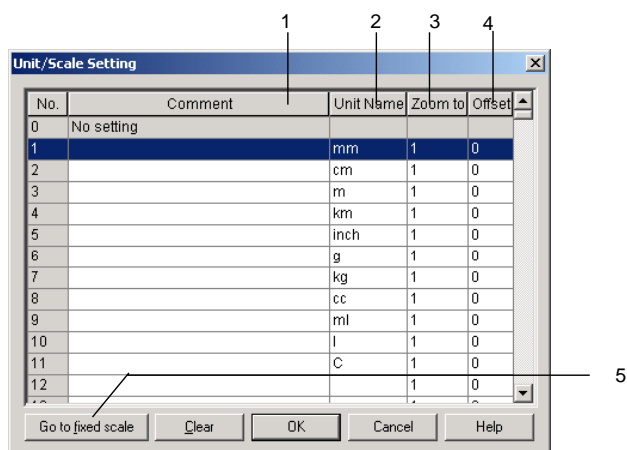 1 2 3 4
Unit/Scale Setting
No. Comment Unit Name Zoom to Offset
0 No setting
1 mm 1 0
2 cm 1 0
3 m 1 0
4 km 1 0
5 inch 1 0
6 g 1 0
7 kg 1 0
8 cc 1 0
9 ml 1 0
10 l 1 0
11 C 1 0
12 1 0
5
Go to fixed scale Clear OK Cancel Help